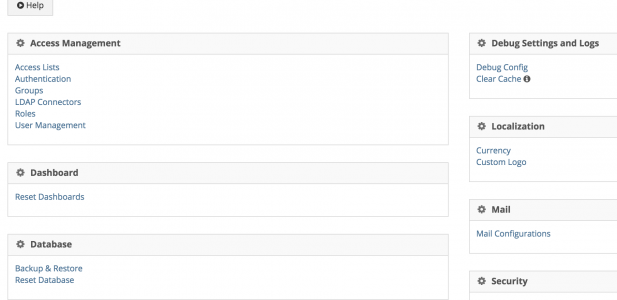 Help
Access Management
Access Lists
Authentication
Groups
LDAP Connectors
Roles
User Management
Dashboard
Reset Dashboards
Database
Backup & Restore
Reset Database
Debug Settings and Logs
Debug Config
Clear Cache
Localization
Currency
Custom Logo
Mail
Mail Configurations
Security